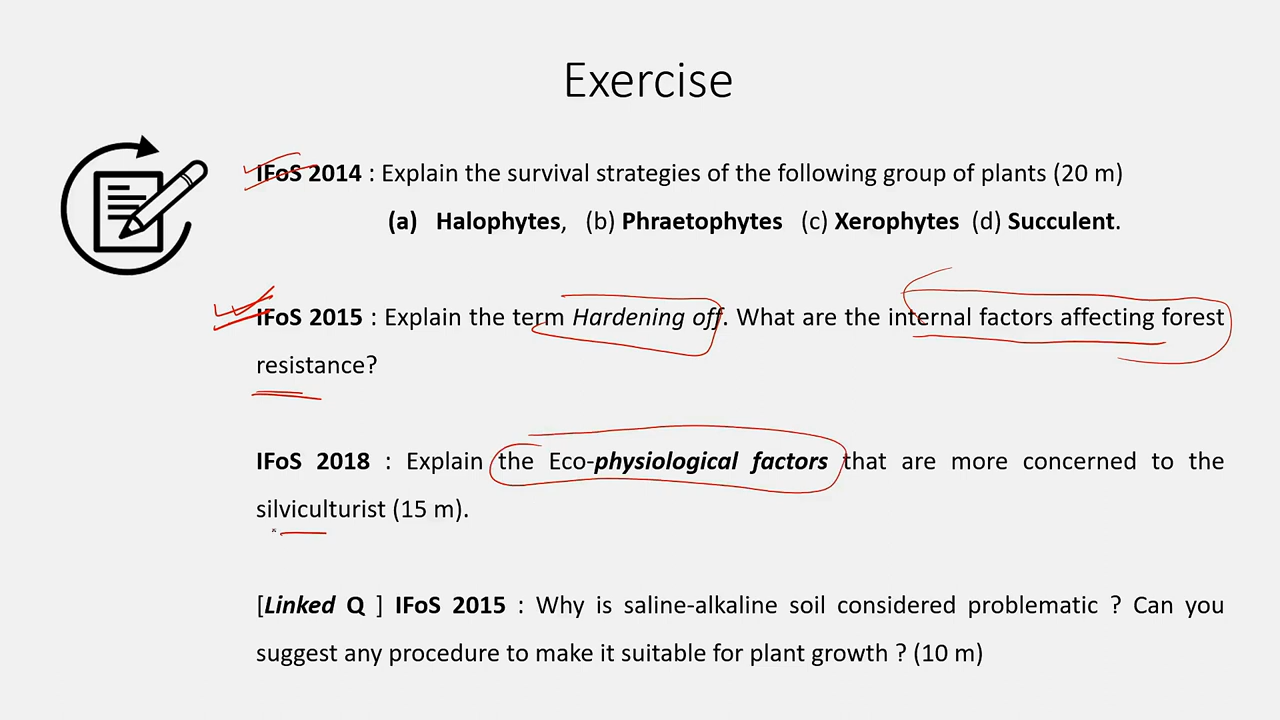 Exercise
IFoS 2014 : Explain the survival strategies of the following group of plants (20 m)
(a) Halophytes, (b) Phraetophytes (c) Xerophytes (d) Succulent.
IFoS 2015 : Explain the term Hardening off. What are the internal factors affecting forest
resistance?
IFoS 2018 : Explain the Eco-physiological factors that are more concerned to the
silviculturist (15 m).
[Linked Q ] IFoS 2015 : Why is saline-alkaline soil considered problematic ? Can you
suggest any procedure to make it suitable for plant growth ? (10 m)